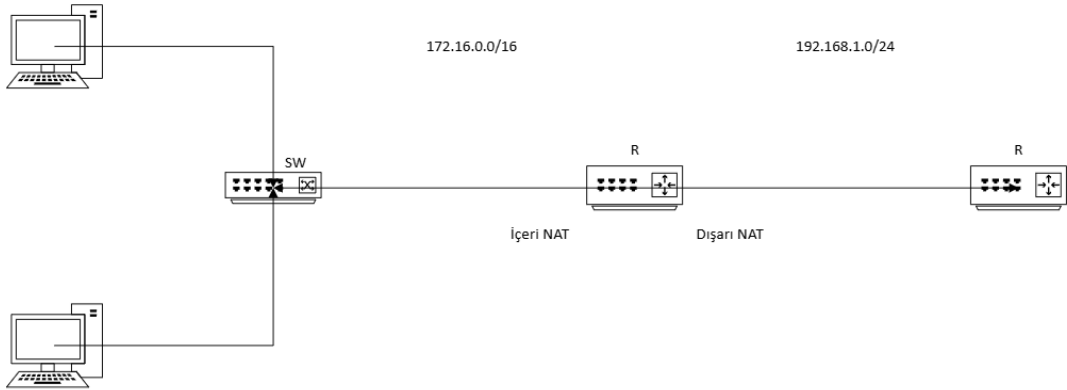 172.16.0.0/16
192.168.1.0/24
SW
R
R
İçeri NAT
Dışarı NAT